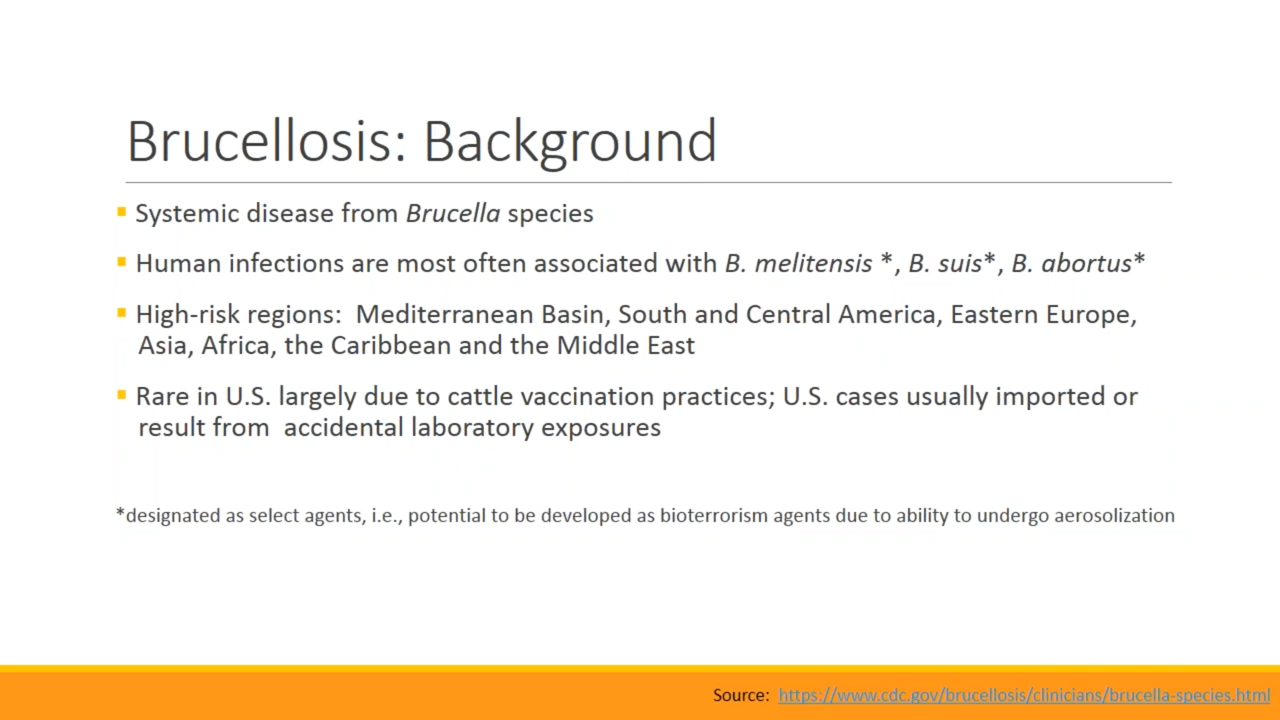 Brucellosis: Background
▪ Systemic disease from Brucella species
▪ Human infections are most often associated with B. melitensis *, B. suis*, B. abortus*
▪ High-risk regions:  Mediterranean Basin, South and Central America, Eastern Europe,
Asia, Africa, the Caribbean and the Middle East
▪ Rare in U.S. largely due to cattle vaccination practices; U.S. cases usually imported or
result from  accidental laboratory exposures
*designated as select agents, i.e., potential to be developed as bioterrorism agents due to ability to undergo aerosolization
Source:  https://www.cdc.gov/brucellosis/clinicians/brucella-species.html